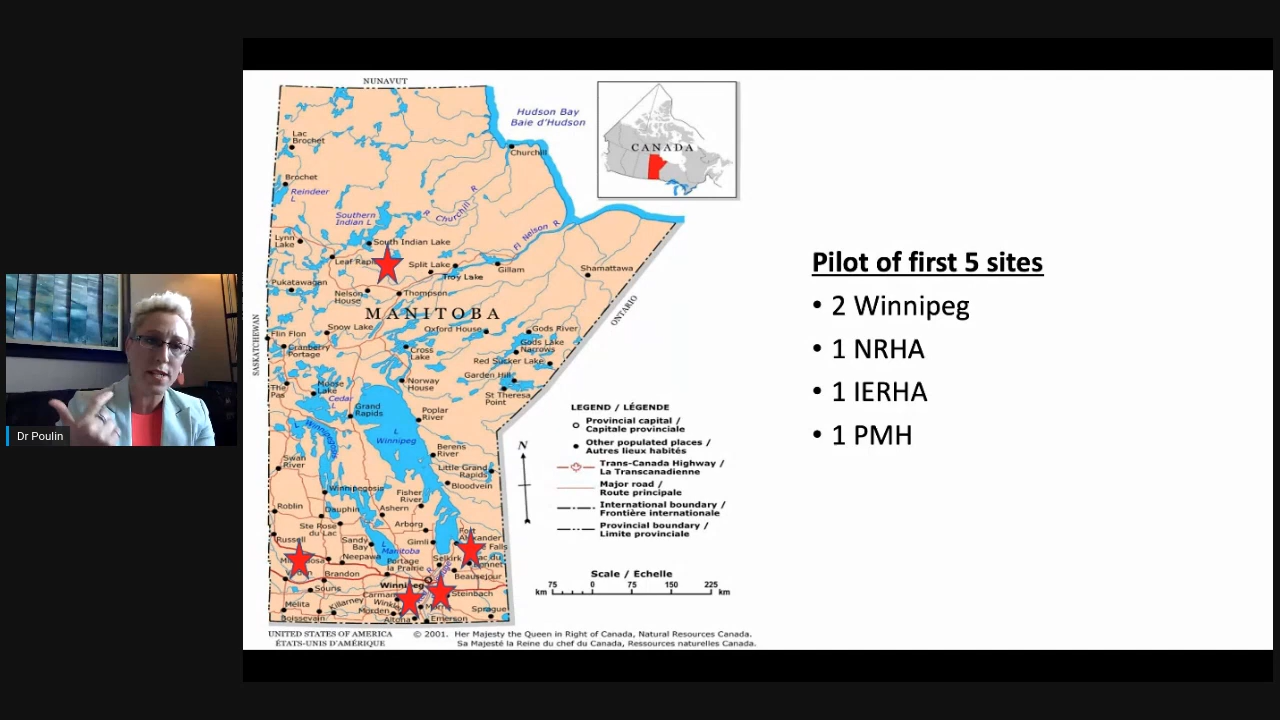 NUNAVUT
Hudson Bay
Baie d'Hudson
CANADA
Lac
Brochet
Churchill
Brochet
Reindeer
L
Southern
Indian L
R Churchill R
Fl Nelson R
Lynn
Lake
South Indian Lake
Leaf Rapi
Split Lake
Troy Lake
Gillam
Shamattawa
Pukatawagan
Nelson
House
Thompson
MANITOBA
ONTARIO
SASKATCHEWAN
Snow Lake
Oxford House
Gods River
Flin Flon
Cranberry
Portage
Cross
Lake
Gods Lake
Narrows
Red Sucker Lake
Garden Hill
The
Pas
Moose
Lake
Norway
House
St Theresa
Point
Cedar
L
Grand
Rapids
Poplar
River
L
Winnipeg
L Winnipegosis
Berens
River
Swan
River
Little Grand
Rapids
Bloodvein
Winnipegosis
Fisher
River
Roblin
Dauphin
Ashern
Ste Rose
du Lac
Arborg
Fort
Alexander
Russell
Sandy
Bay
Gimli
Falls
L
Manitoba
Selkirk
Neepawa
Portage
la Prairie
Beausejour
Brandon
Winnipeg
Souris
Carman
Steinbach
Melita
Killarney
Morden
Sprague
Boissevain
Altona
Emerson
UNITED STATES OF AMERICA
ÉTATS-UNIS D'AMÉRIQUE
© 2001. Her Majesty the Queen in Right of Canada, Natural Resources Canada.
Sa Majesté la Reine du chef du Canada, Ressources naturelles Canada.
LEGEND / LÉGENDE
Provincial capital /
Capitale provinciale
Other populated places /
Autres lieux habités
Trans-Canada Highway /
La Transcanadienne
Major road /
Route principale
International boundary /
Frontière internationale
Provincial boundary /
Limite provinciale
N
Scale / Echelle
75 0 75 150 225
km km
Pilot of first 5 sites
• 2 Winnipeg
• 1 NRHA
• 1 IERHA
• 1 PMH
Dr Poulin